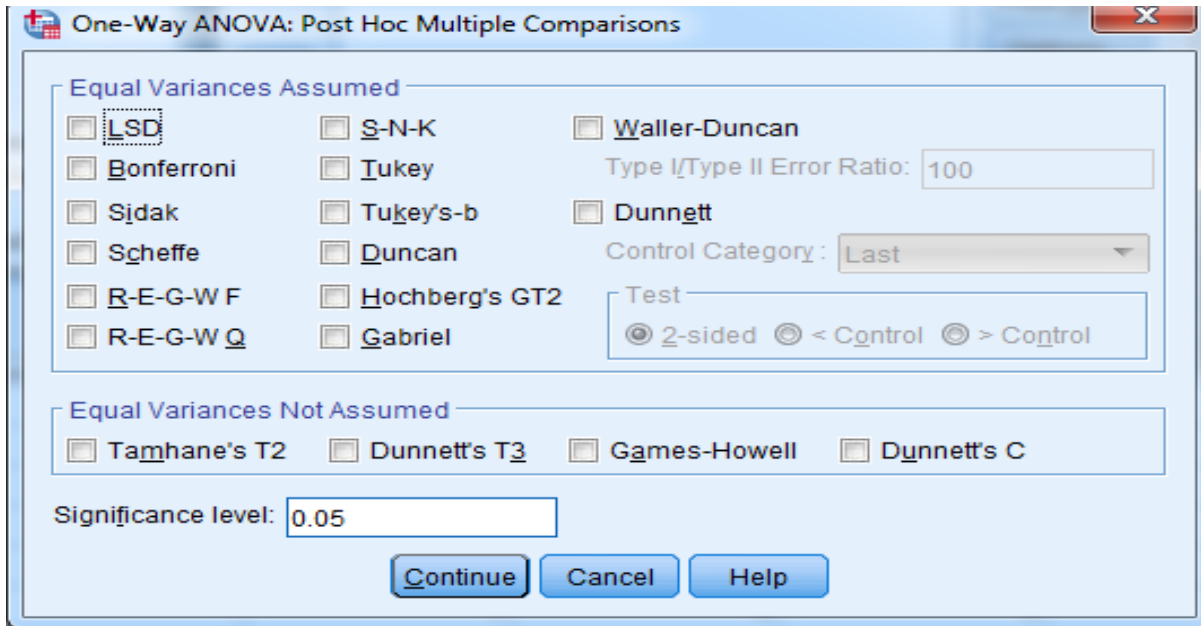 One-Way ANOVA: Post Hoc Multiple Comparisons
Equal Variances Assumed
LSD S-N-K Waller-Duncan
Bonferroni Tukey Type I/Type II Error Ratio: 100
Sidak Tukey's-b Dunnett
Scheffe Duncan Control Category : Last
R-E-G-W F Hochberg's GT2 Test
R-E-G-W Q Gabriel 2-sided < Control > Control
Equal Variances Not Assumed
Tamhane's T2 Dunnett's T3 Games-Howell Dunnett's C
Significance level: 0.05
Continue Cancel Help